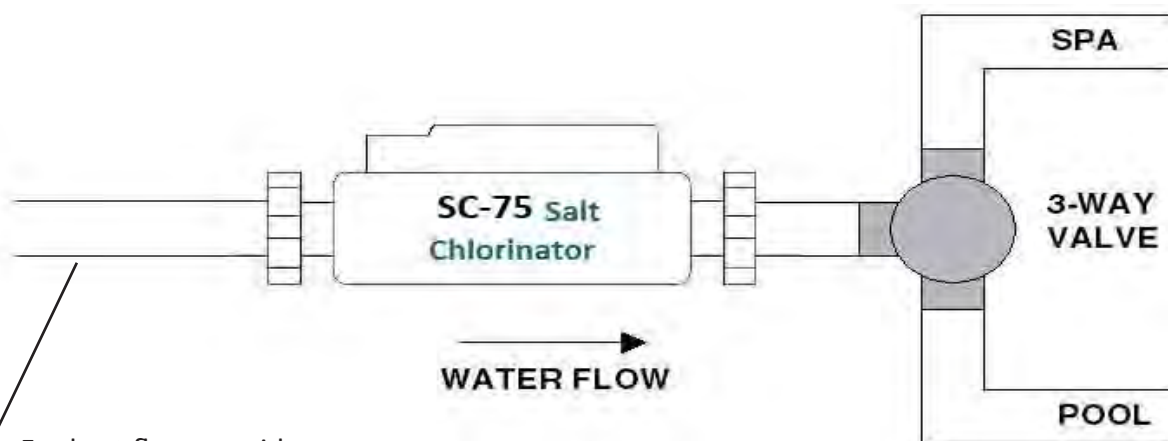 SPA
SC-75 Salt
Chlorinator
3-WAY
VALVE
WATER FLOW
POOL